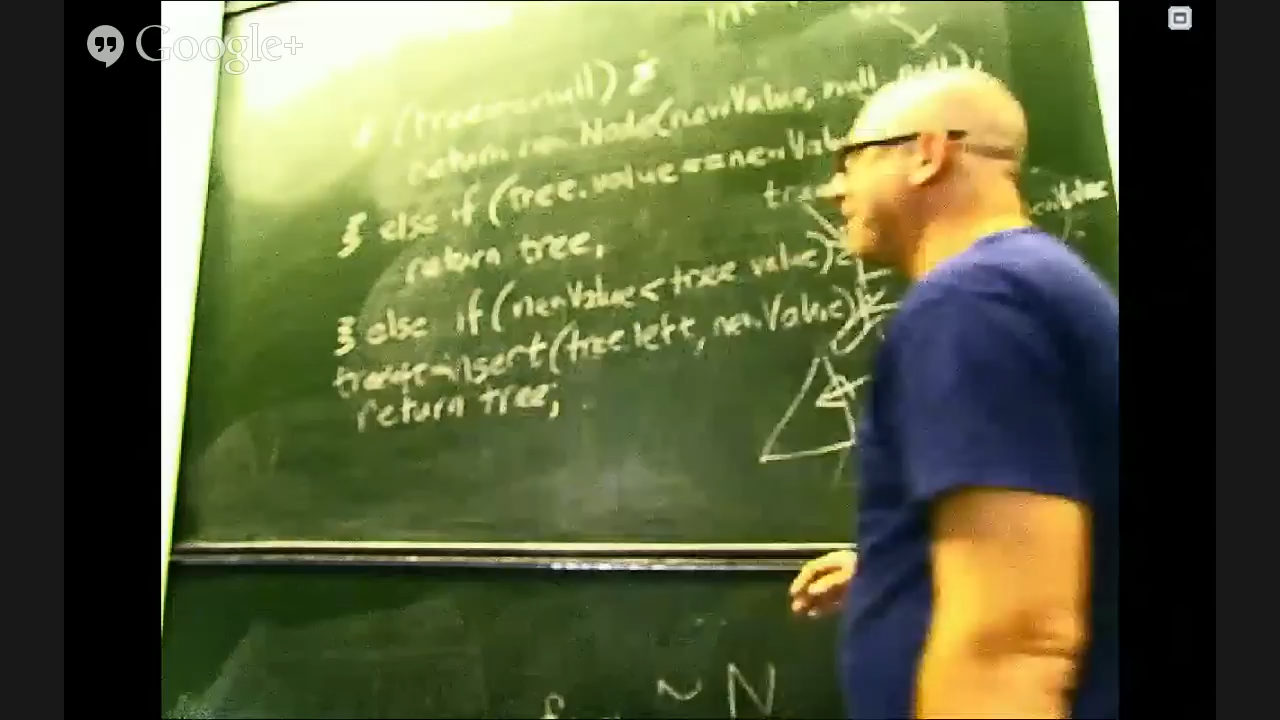 Google+
if (tree==null) {
return new Node(newValue, null, null);
} else if (tree.value==newValue
return tree;
} else if (newValue<tree.value){
tree = insert(tree.left, newValue)
return tree;
newValue
~ N